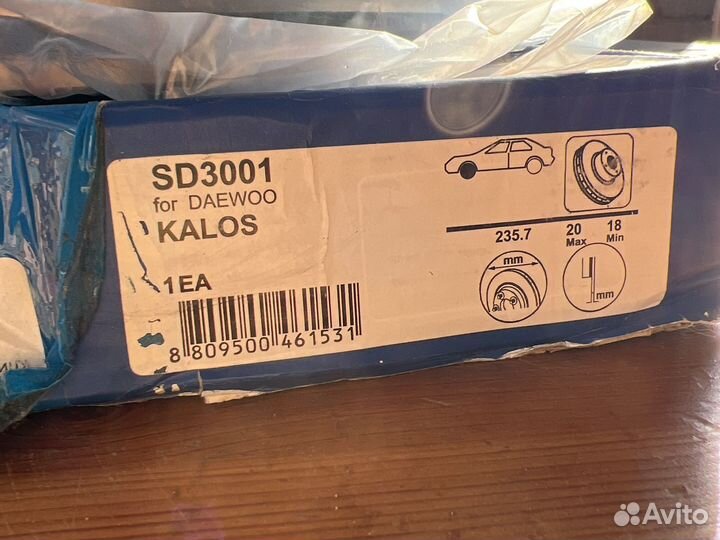 SD3001
for DAEWOO
KALOS
1EA
8 809500 461531
235.7
20
Max
18
Min
mm
mm
Avito